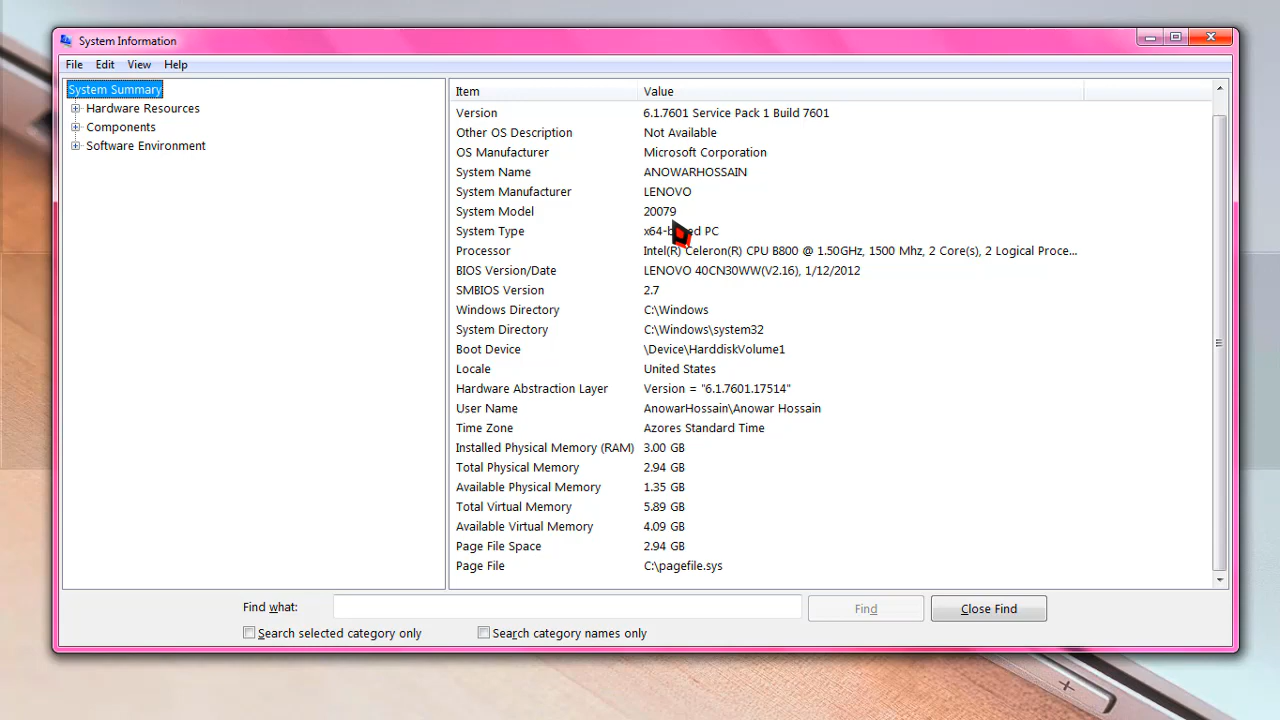 System Information
File Edit View Help
System Summary
Hardware Resources
Components
Software Environment
Item Value
Version 6.1.7601 Service Pack 1 Build 7601
Other OS Description Not Available
OS Manufacturer Microsoft Corporation
System Name ANOWARHOSSAIN
System Manufacturer LENOVO
System Model 20079
System Type PC
Processor Intel(R) Celeron(R) CPU B800 @ 1.50GHz, 1500 Mhz, 2 Core(s), 2 Logical Proce...
BIOS Version/Date LENOVO 40CN30WW(V2.16), 1/12/2012
SMBIOS Version 2.7
Windows Directory C:\Windows
System Directory C:\Windows\system32
Boot Device \Device\HarddiskVolume1
Locale United States
Hardware Abstraction Layer Version = "6.1.7601.17514"
User Name AnowarHossain\Anowar Hossain
Time Zone Azores Standard Time
Installed Physical Memory (RAM) 3.00 GB
Total Physical Memory 2.94 GB
Available Physical Memory 1.35 GB
Total Virtual Memory 5.89 GB
Available Virtual Memory 4.09 GB
Page File Space 2.94 GB
Page File C:\pagefile.sys
Find what: Find Close Find
Search selected category only Search category names only